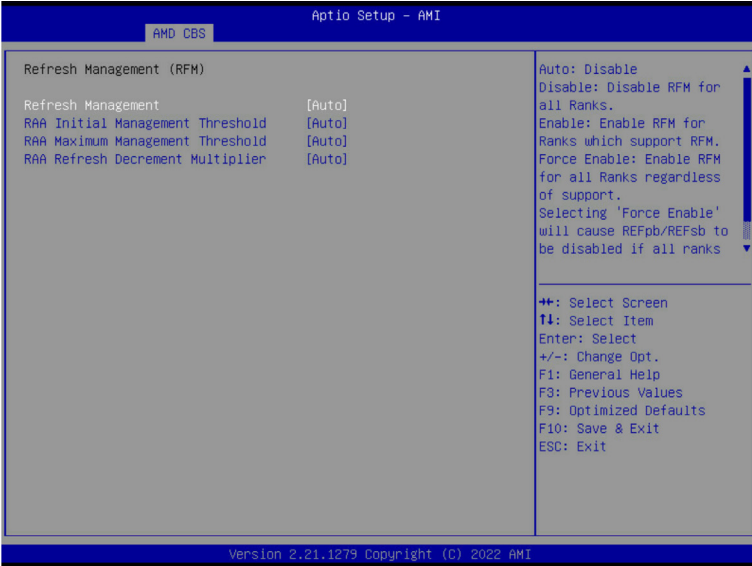 Aptio Setup - AMI
AMD CBS
Refresh Management (RFM)
Refresh Management [Auto]
RAA Initial Management Threshold [Auto]
RAA Maximum Management Threshold [Auto]
RAA Refresh Decrement Multiplier [Auto]
Auto: Disable
Disable: Disable RFM for
all Ranks.
Enable: Enable RFM for
Ranks which support RFM.
Force Enable: Enable RFM
for all Ranks regardless
of support.
Selecting 'Force Enable'
will cause REFpb/REFsb to
be disabled if all ranks
→←: Select Screen
↑↓: Select Item
Enter: Select
+/-: Change Opt.
F1: General Help
F3: Previous Values
F9: Optimized Defaults
F10: Save & Exit
ESC: Exit
Version 2.21.1279 Copyright (C) 2022 AMI